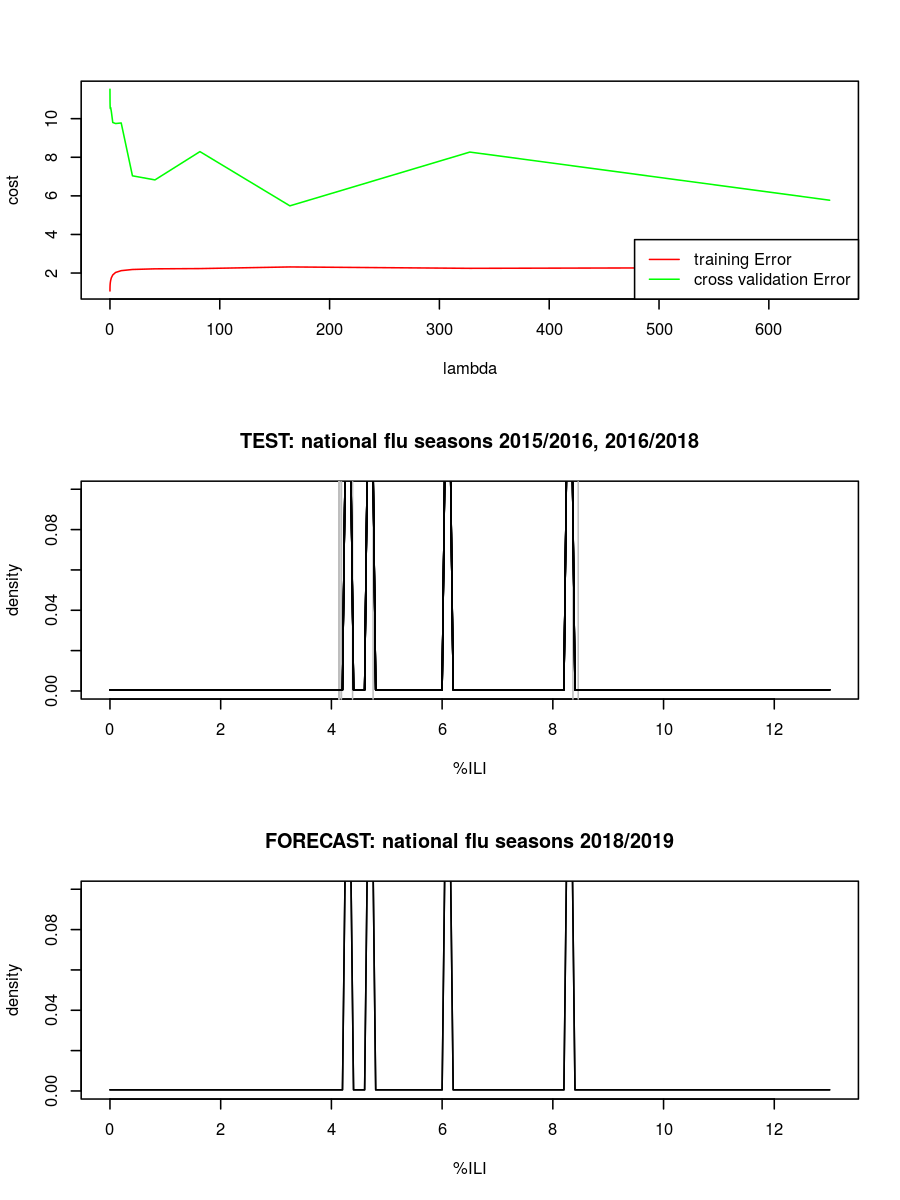 10
8
6
4
2
cost
training Error
cross validation Error
0 100 200 300 400 500 600
lambda
TEST: national flu seasons 2015/2016, 2016/2018
0.08
0.04
0.00
density
0 2 4 6 8 10 12
%ILI
FORECAST: national flu seasons 2018/2019
0.08
0.04
0.00
density
0 2 4 6 8 10 12
%ILI